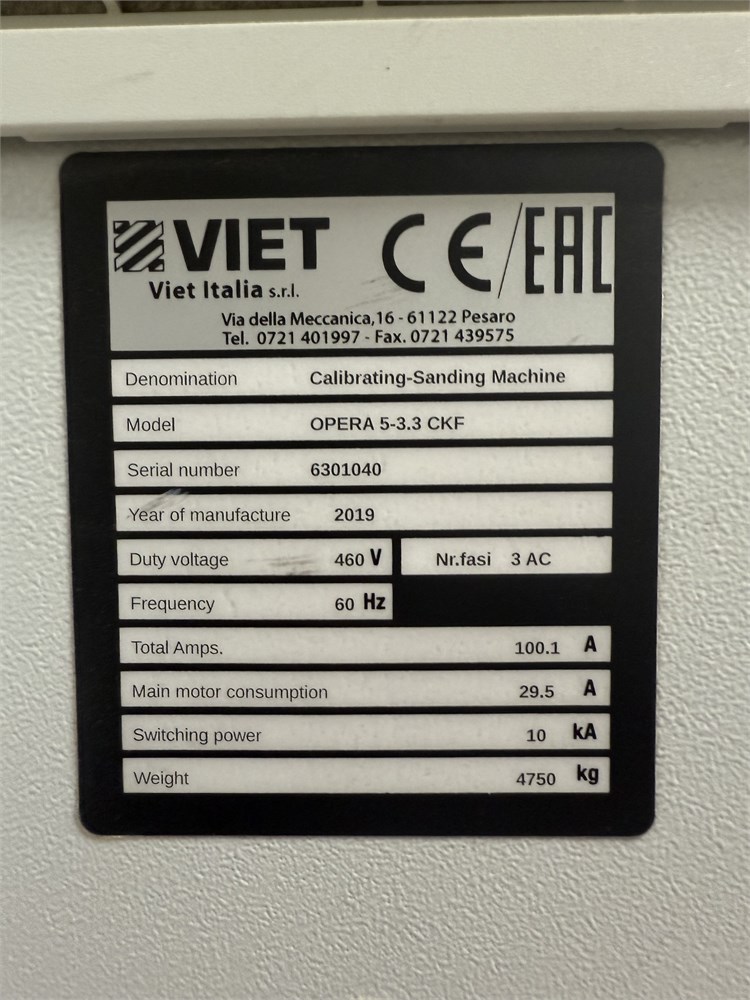 VIET CE/EAC
Viet Italia s.r.l.
Via della Meccanica,16 - 61122 Pesaro
Tel. 0721 401997 - Fax. 0721 439575
Denomination Calibrating-Sanding Machine
Model OPERA 5-3.3 CKF
Serial number 6301040
Year of manufacture 2019
Duty voltage 460 V Nr.fasi 3 AC
Frequency 60 Hz
Total Amps. 100.1 A
Main motor consumption 29.5 A
Switching power 10 kA
Weight 4750 kg